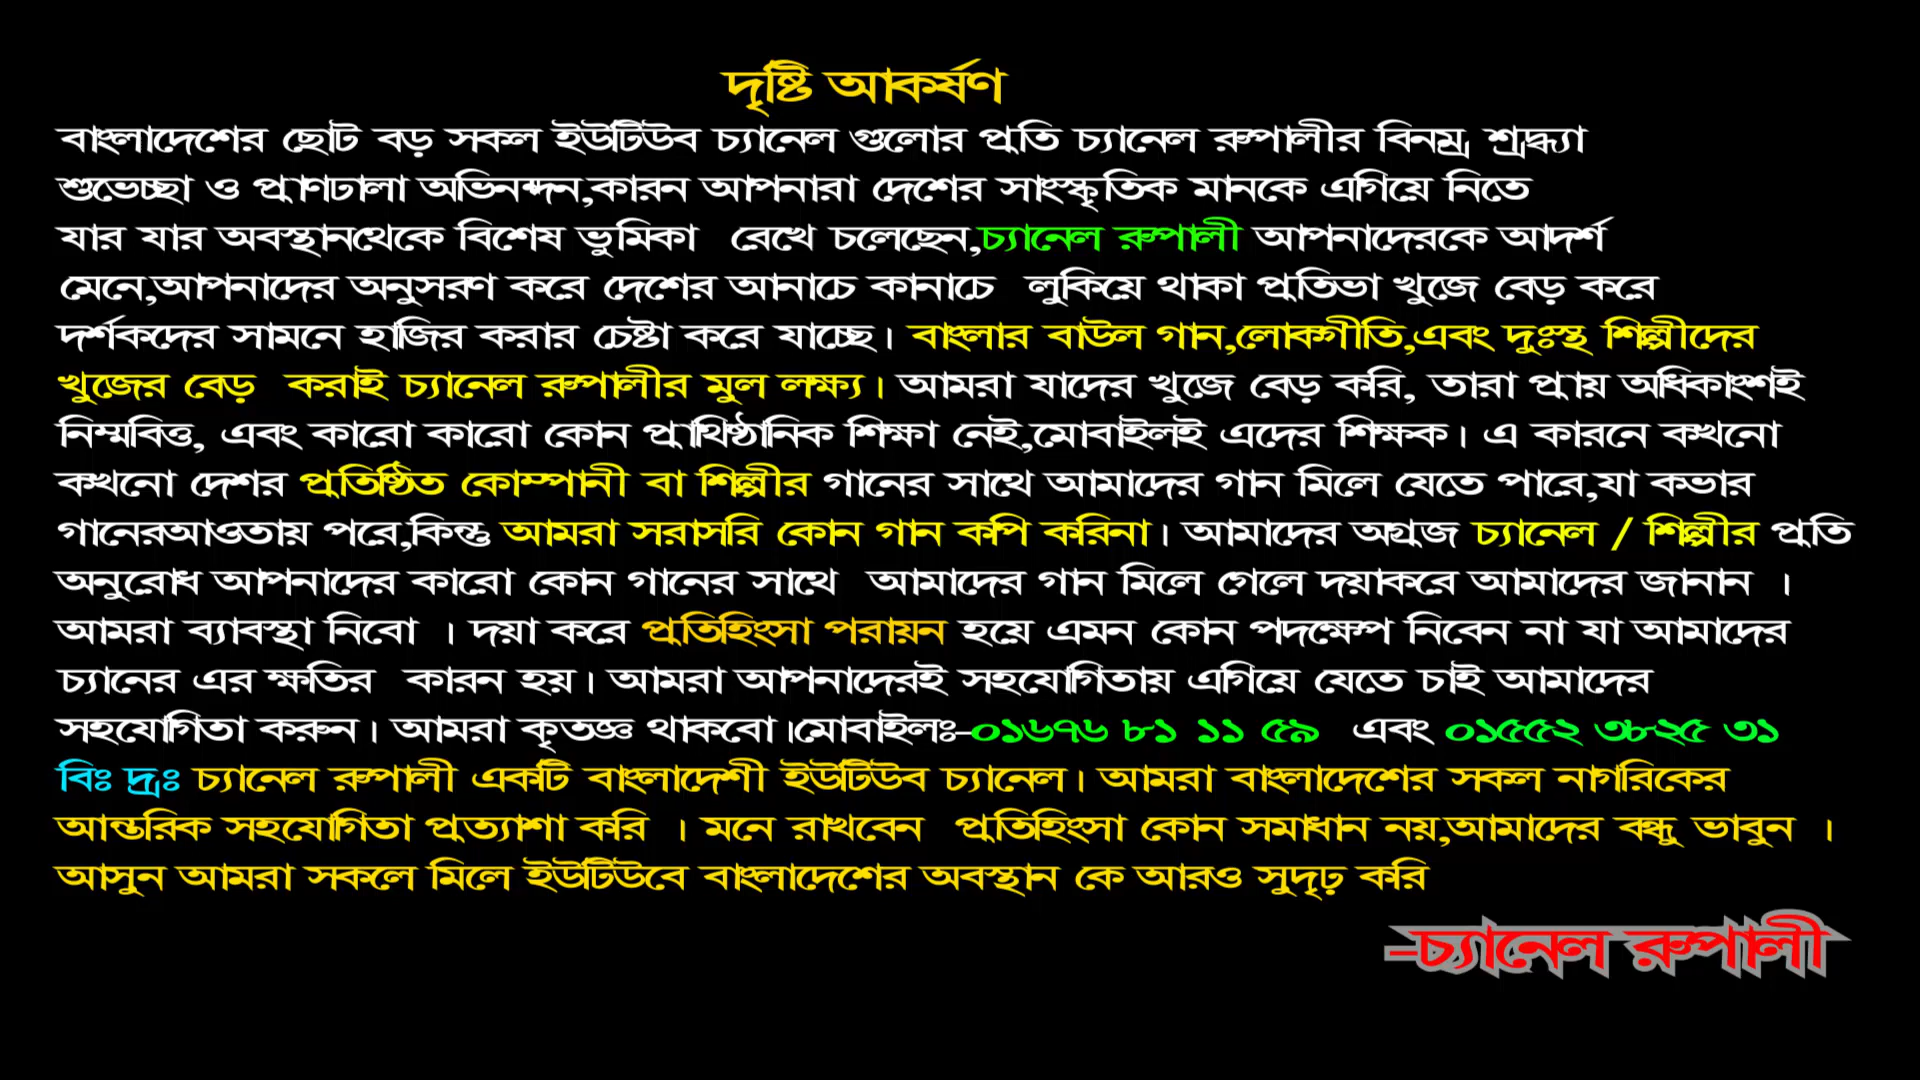 দৃষ্টি আকর্ষণ
বাংলাদেশের ছোট বড় সকল ইউটিউব চ্যানেল গুলোর প্রতি চ্যানেল রুপালীর বিনম্র শ্রদ্ধ্যা
শুভেচ্ছা ও প্রাণঢালা অভিনন্দন,কারন আপনারা দেশের সাংস্কৃতিক মানকে এগিয়ে নিতে
যার যার অবস্থানথেকে বিশেষ ভুমিকা রেখে চলেছেন,চ্যানেল রুপালী আপনাদেরকে আদর্শ
মেনে,আপনাদের অনুসরণ করে দেশের আনাচে কানাচে লুকিয়ে থাকা প্রতিভা খুজে বেড় করে
দর্শকদের সামনে হাজির করার চেষ্টা করে যাচ্ছে। বাংলার বাউল গান,লোকগীতি,এবং দুঃস্থ শিল্পীদের
খুজের বেড় করাই চ্যানেল রুপালীর মুল লক্ষ্য। আমরা যাদের খুজে বেড় করি, তারা প্রায় অধিকাংশই
নিম্মবিত্ত, এবং কারো কারো কোন প্রাথিষ্ঠানিক শিক্ষা নেই,মোবাইলই এদের শিক্ষক। এ কারনে কখনো
কখনো দেশর প্রতিষ্ঠিত কোম্পানী বা শিল্পীর গানের সাথে আমাদের গান মিলে যেতে পারে,যা কভার
গানেরআওতায় পরে,কিন্তু আমরা সরাসরি কোন গান কপি করিনা। আমাদের অগ্রজ চ্যানেল / শিল্পীর প্রতি
অনুরোধ আপনাদের কারো কোন গানের সাথে আমাদের গান মিলে গেলে দয়াকরে আমাদের জানান ।
আমরা ব্যাবস্থা নিবো । দয়া করে প্রতিহিংসা পরায়ন হয়ে এমন কোন পদক্ষেপ নিবেন না যা আমাদের
চ্যানের এর ক্ষতির কারন হয়। আমরা আপনাদেরই সহযোগিতায় এগিয়ে যেতে চাই আমাদের
সহযোগিতা করুন। আমরা কৃতজ্ঞ থাকবো।মোবাইলঃ-০১৬৭৬ ৮১ ১১ ৫৯ এবং ০১৫৫২ ৩৮২৫ ৩১
বিঃ দ্রঃ চ্যানেল রুপালী একটি বাংলাদেশী ইউটিউব চ্যানেল। আমরা বাংলাদেশের সকল নাগরিকের
আন্তরিক সহযোগিতা প্রত্যাশা করি । মনে রাখবেন প্রতিহিংসা কোন সমাধান নয়,আমাদের বন্ধু ভাবুন ।
আসুন আমরা সকলে মিলে ইউটিউবে বাংলাদেশের অবস্থান কে আরও সুদৃঢ় করি
-চ্যানেল রুপালী